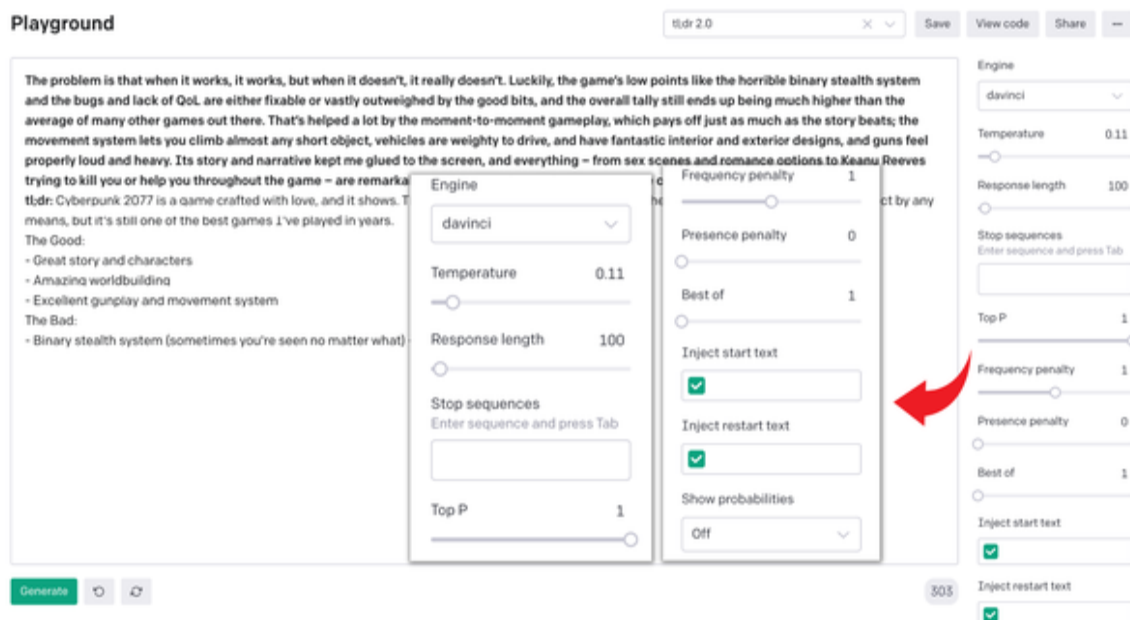 Playground
tl;dr 2.0
Save
View code
Share
The problem is that when it works, it works, but when it doesn't, it really doesn't. Luckily, the game's low points like the horrible binary stealth system
and the bugs and lack of QoL are either fixable or vastly outweighed by the good bits, and the overall tally still ends up being much higher than the
average of many other games out there. That's helped a lot by the moment-to-moment gameplay, which pays off just as much as the story beats; the
movement system lets you climb almost any short object, vehicles are weighty to drive, and have fantastic interior and exterior designs, and guns feel
properly loud and heavy. Its story and narrative kept me glued to the screen, and everything – from sex scenes and romance options to Keanu Reeves
trying to kill you or help you throughout the game – are
tl;dr: Cyberpunk 2077 is a game crafted with love, and it shows.
ct by any
means, but it's still one of the best games I've played in years.
The Good:
- Great story and characters
- Amazing worldbuilding
- Excellent gunplay and movement system
The Bad:
- Binary stealth system (sometimes you're seen no matter what)
Engine
davinci
Temperature 0.11
Response length 100
Stop sequences
Enter sequence and press Tab
Top P 1
Frequency penalty 1
Presence penalty 0
Best of 1
Inject start text
Inject restart text
Show probabilities
Off
Engine
davinci
Temperature 0.11
Response length 100
Stop sequences
Enter sequence and press Tab
Top P 1
Frequency penalty 1
Presence penalty 0
Best of 1
Inject start text
Inject restart text
Generate
303